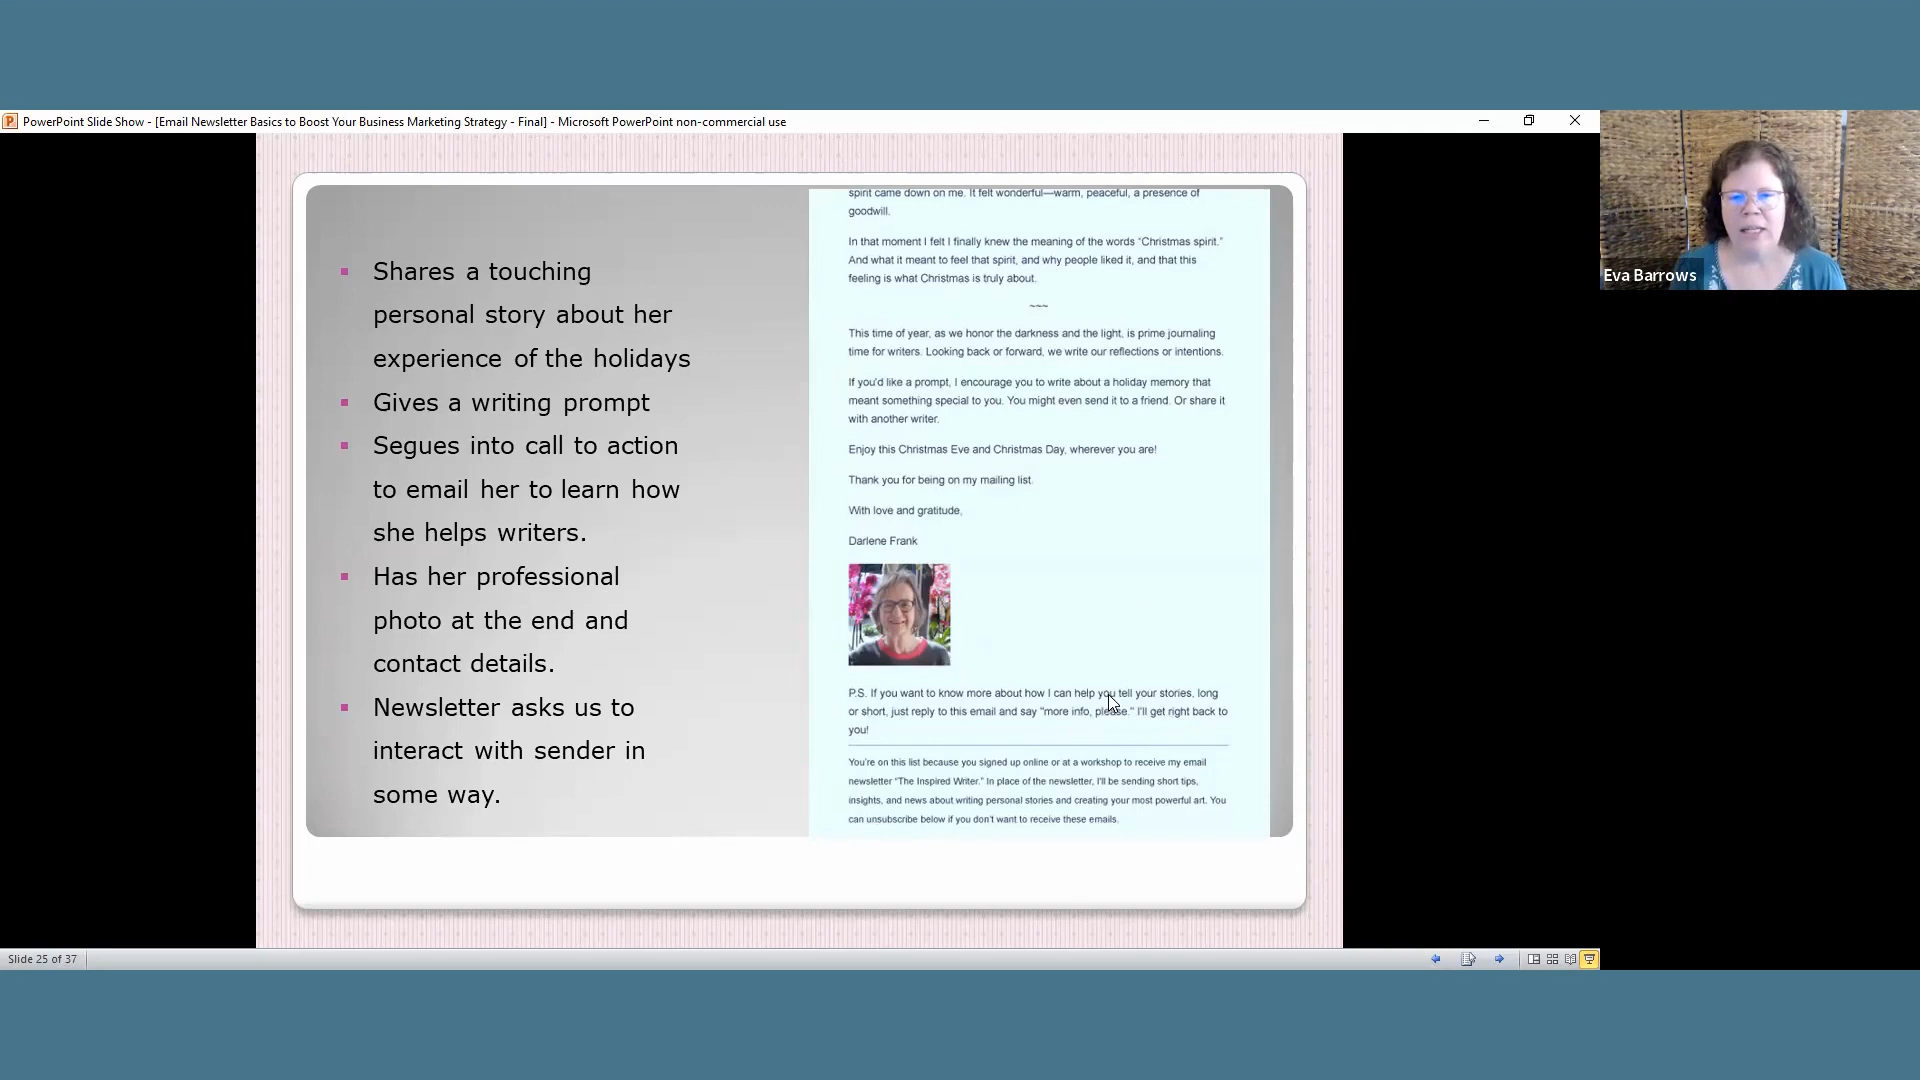 PowerPoint Slide Show - [Email Newsletter Basics to Boost Your Business Marketing Strategy - Final] - Microsoft PowerPoint non-commercial use
Shares a touching
personal story about her
experience of the holidays
Gives a writing prompt
Segues into call to action
to email her to learn how
she helps writers.
Has her professional
photo at the end and
contact details.
Newsletter asks us to
interact with sender in
some way.
spirit came down on me. It felt wonderful—warm, peaceful, a presence of
goodwill.
In that moment I felt I finally knew the meaning of the words “Christmas spirit.”
And what it meant to feel that spirit, and why people liked it, and that this
feeling is what Christmas is truly about.
~~~
This time of year, as we honor the darkness and the light, is prime journaling
time for writers. Looking back or forward, we write our reflections or intentions.
If you'd like a prompt, I encourage you to write about a holiday memory that
meant something special to you. You might even send it to a friend. Or share it
with another writer.
Enjoy this Christmas Eve and Christmas Day, wherever you are!
Thank you for being on my mailing list.
With love and gratitude,
Darlene Frank
P.S. If you want to know more about how I can help you tell your stories, long
or short, just reply to this email and say "more info, please." I'll get right back to
you!
You're on this list because you signed up online or at a workshop to receive my email
newsletter “The Inspired Writer.” In place of the newsletter, I'll be sending short tips,
insights, and news about writing personal stories and creating your most powerful art. You
can unsubscribe below if you don't want to receive these emails.
Eva Barrows
Slide 25 of 37